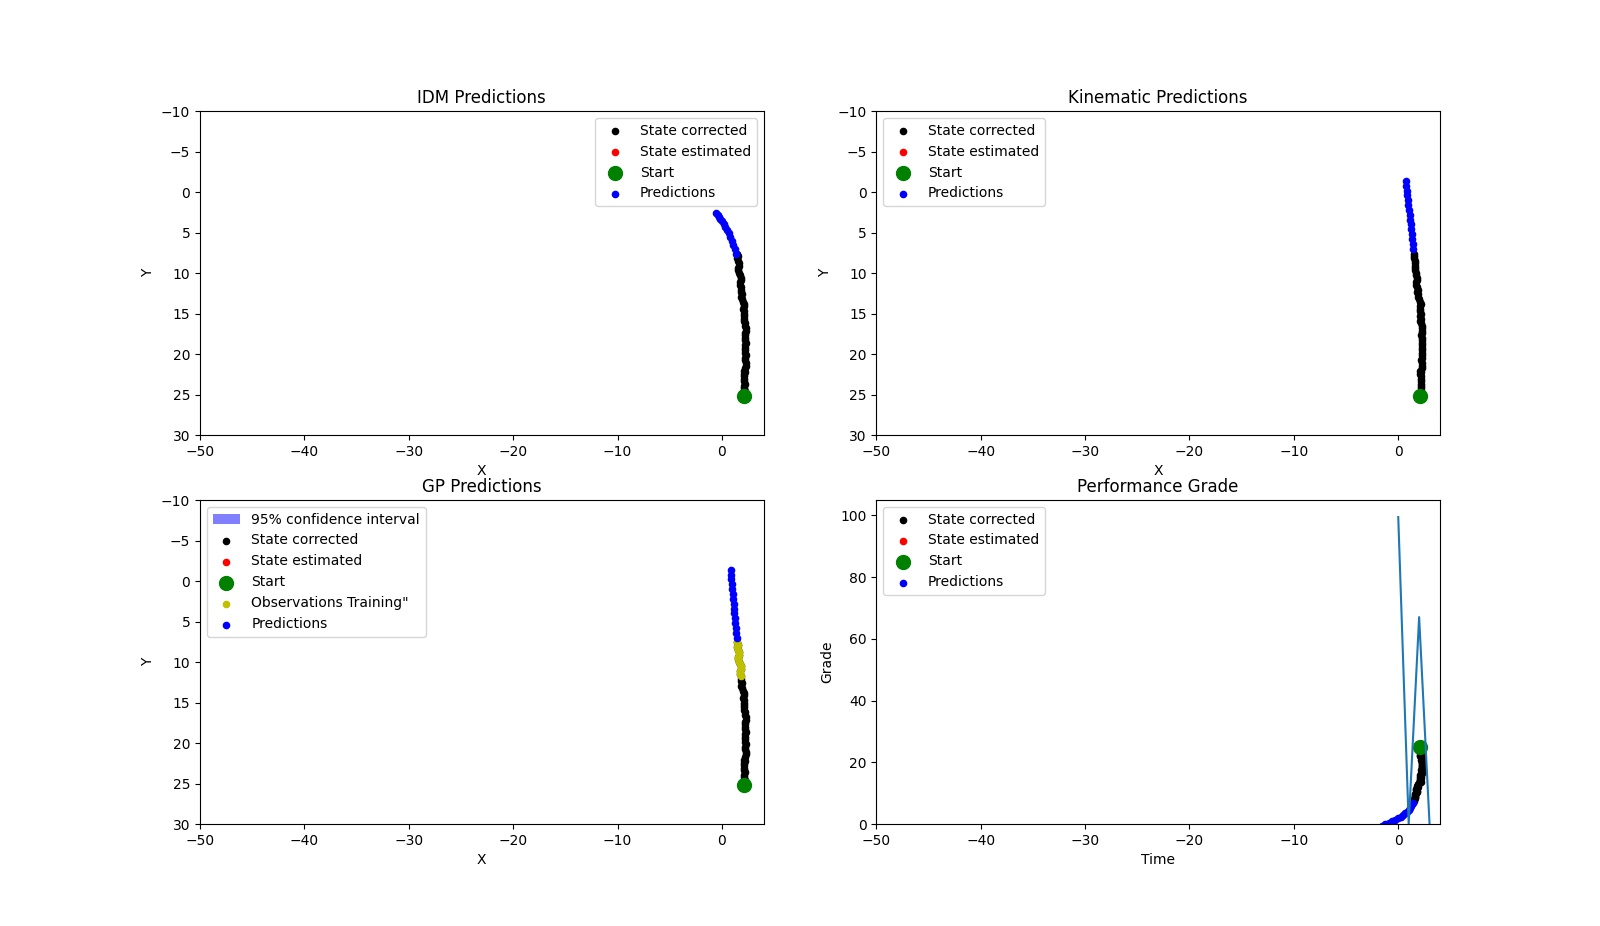 IDM Predictions
−10
−5
0
5
10
15
20
25
30
Y
State corrected
State estimated
Start
Predictions
−50
−40
−30
−20
−10
0
X
Kinematic Predictions
−10
−5
0
5
10
15
20
25
30
Y
State corrected
State estimated
Start
Predictions
−50
−40
−30
−20
−10
0
X
GP Predictions
−10
−5
0
5
10
15
20
25
30
Y
95% confidence interval
State corrected
State estimated
Start
Observations Training"
Predictions
−50
−40
−30
−20
−10
0
X
Performance Grade
100
80
60
40
20
0
Grade
State corrected
State estimated
Start
Predictions
−50
−40
−30
−20
−10
0
Time